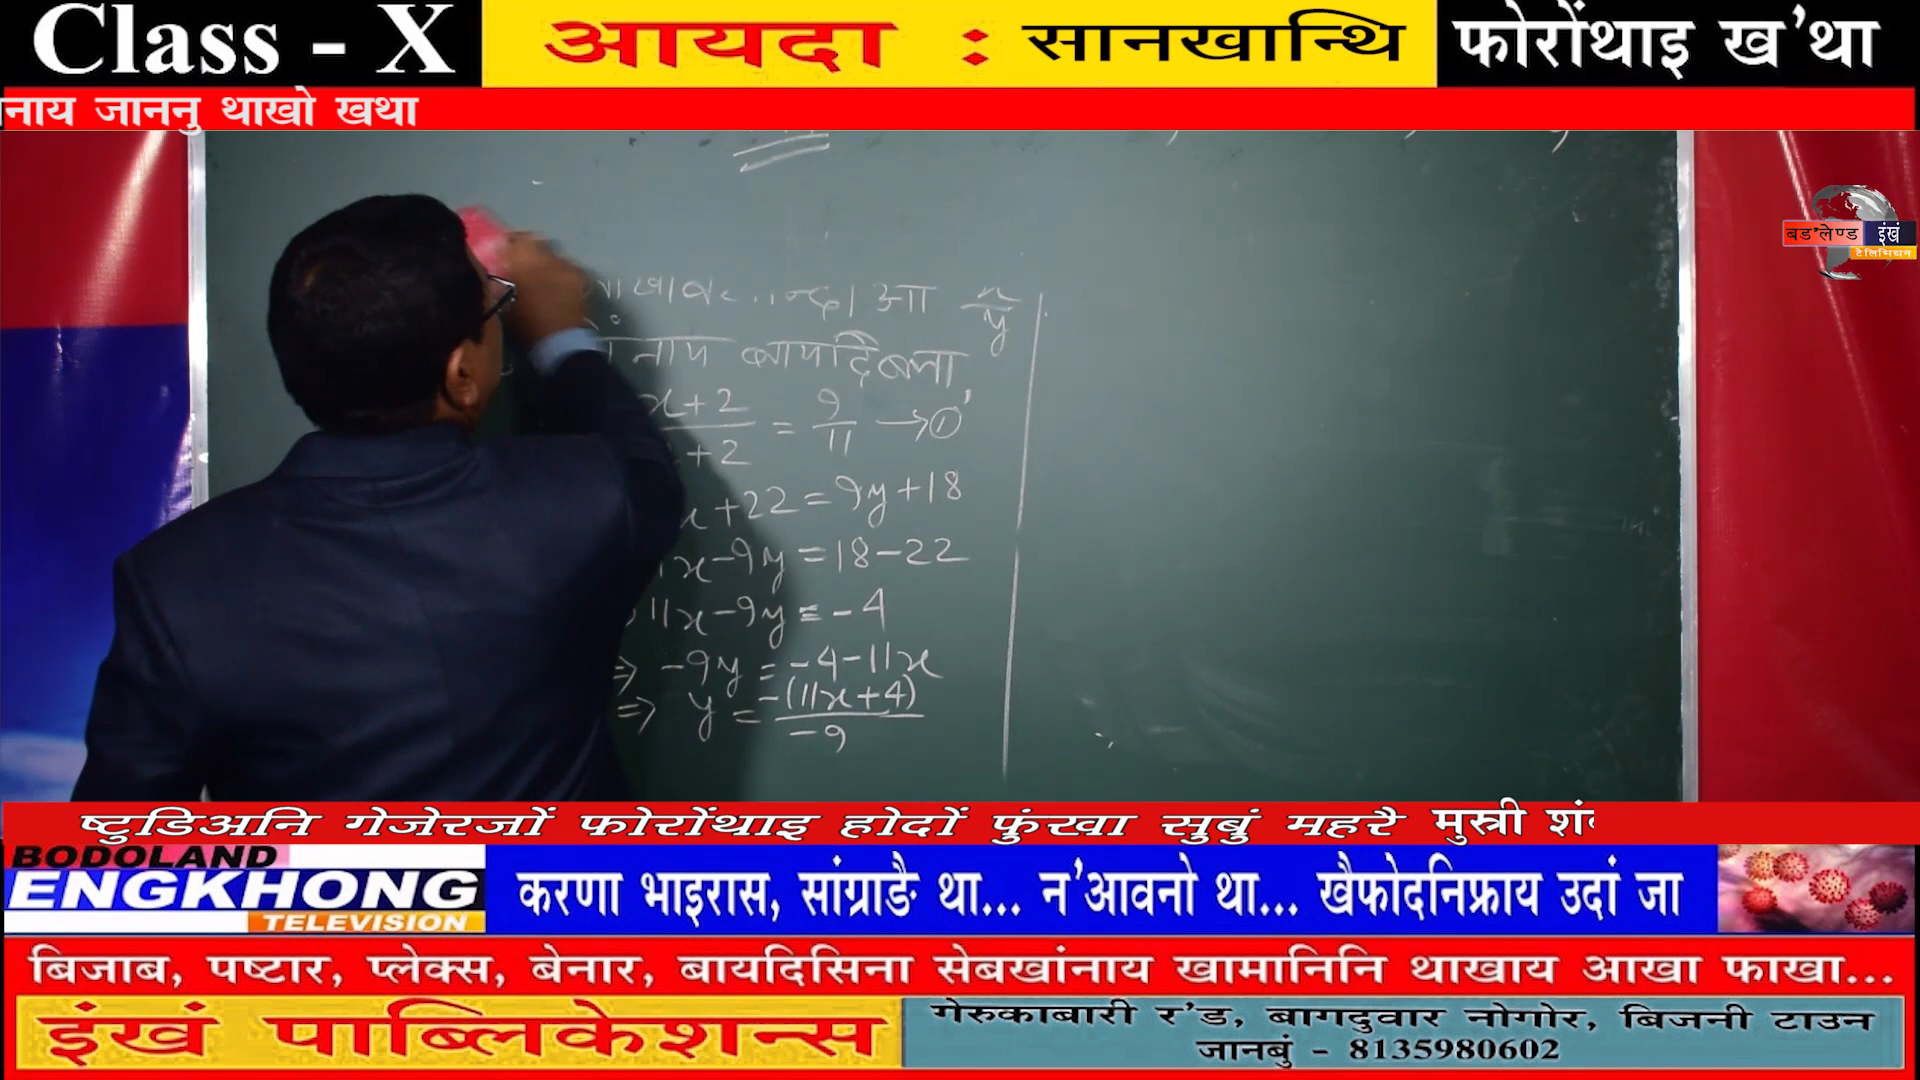 Class - X
आयदा : सानखान्थि
फोरोंथाइ ख'था
नाय जाननु थाखो खथा
बड'लेण्ड इंखं
टेलिभिजन
आ x/y
नाय
x+2 / +2 = 9/11 → ①
x+22=9y+18
x-9y=18-22
11x-9y=-4
⇒ -9y=-4-11x
⇒ y = -(11x+4) / -9
ष्टुडिअनि गेजेरजों फोरोंथाइ होदों फुंखा सुबुं महरै मुस्री शं
BODOLAND
ENGKHONG
TELEVISION
करणा भाइरास, सांग्राङै था... न'आवनो था... खैफोदनिफ्राय उदां जा
बिजाब, पष्टार, प्लेक्स, बेनार, बायदिसिना सेबखांनाय खामानिनि थाखाय आखा फाखा...
इंखं पाब्लिकेशन्स
गेरुकाबारी र'ड, बागदुवार नोगोर, बिजनी टाउन
जानबुं - 8135980602